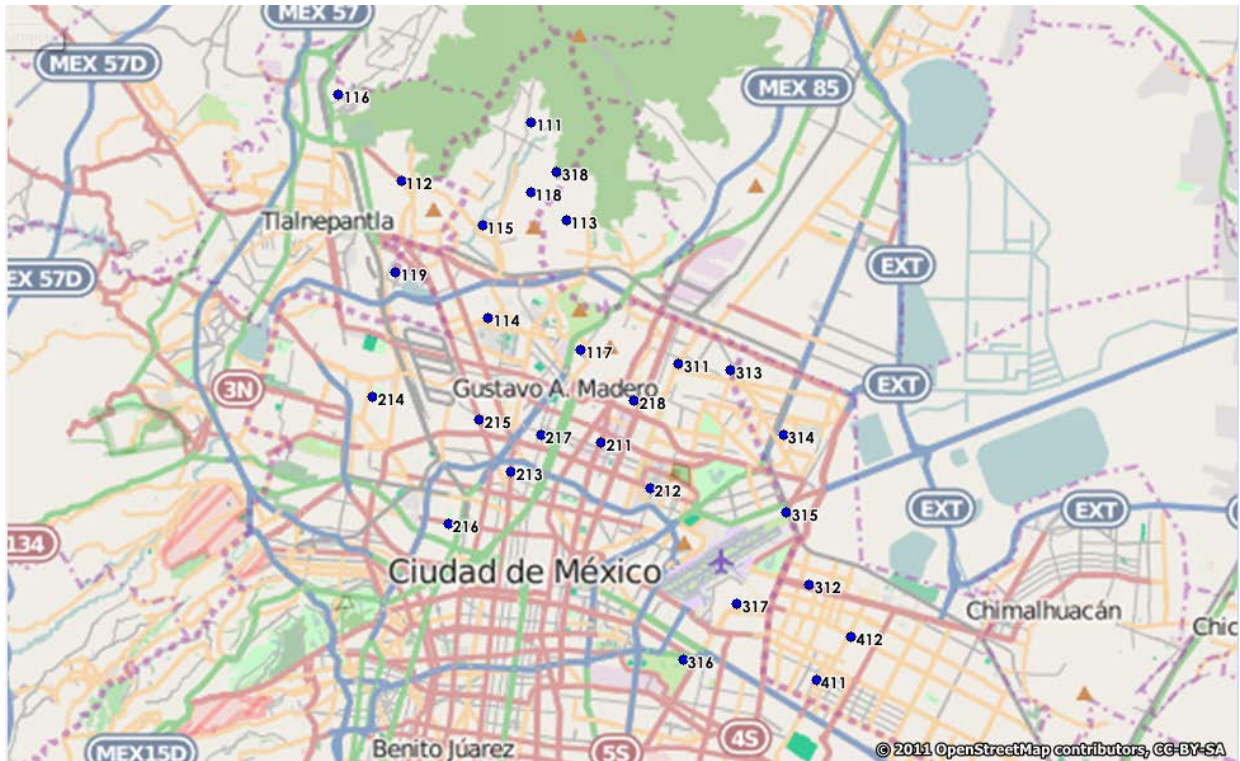 MEX 57
MEX 57D
MEX 85
116
111
318
112
118
113
Tlalnepantla
115
EXT
119
EX 57D
114
117
311
313
3N
Gustavo A. Madero
EXT
214
218
215
217
211
314
213
212
EXT
EXT
315
216
134
Ciudad de México
312
317
Chimalhuacán
Chic
412
316
411
4S
MEX15D
Benito Júarez
5S
© 2011 OpenStreetMap contributors, CC-BY-SA